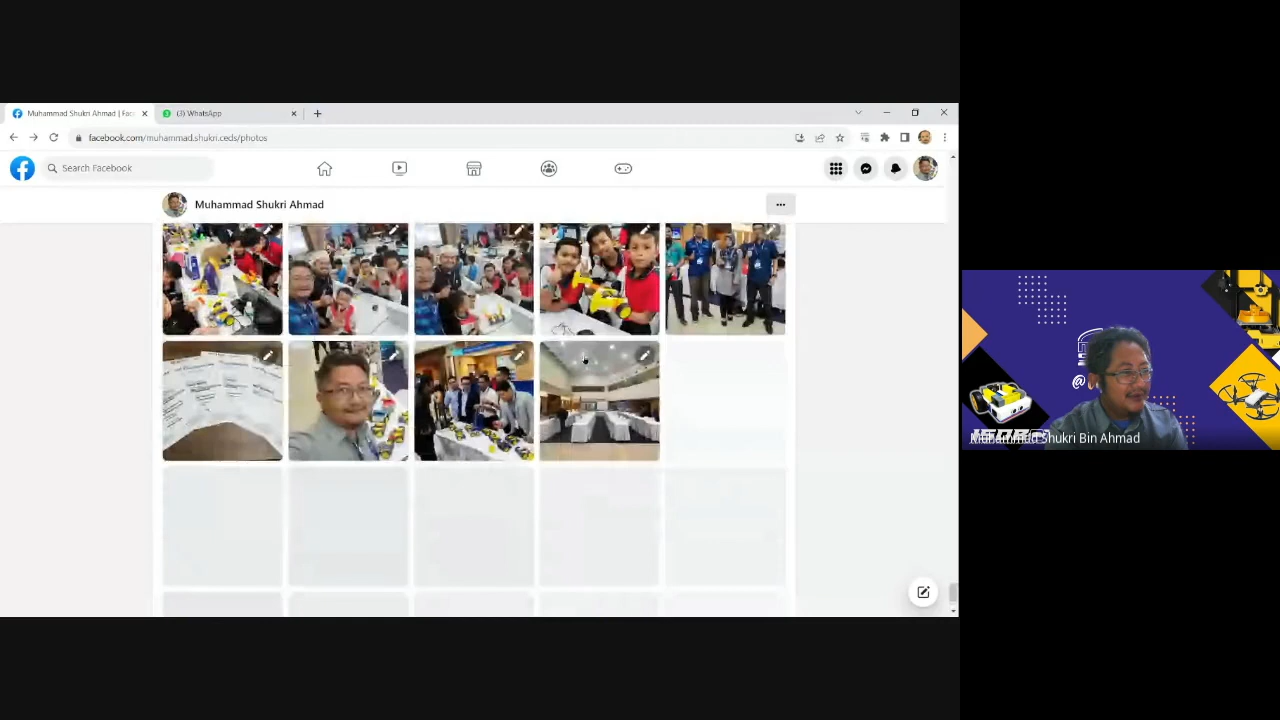 Muhammad Shukri Ahmad | Fac
(3) WhatsApp
facebook.com/muhammad.shukri.ceds/photos
Search Facebook
Muhammad Shukri Ahmad
@
Muhammad Shukri Bin Ahmad